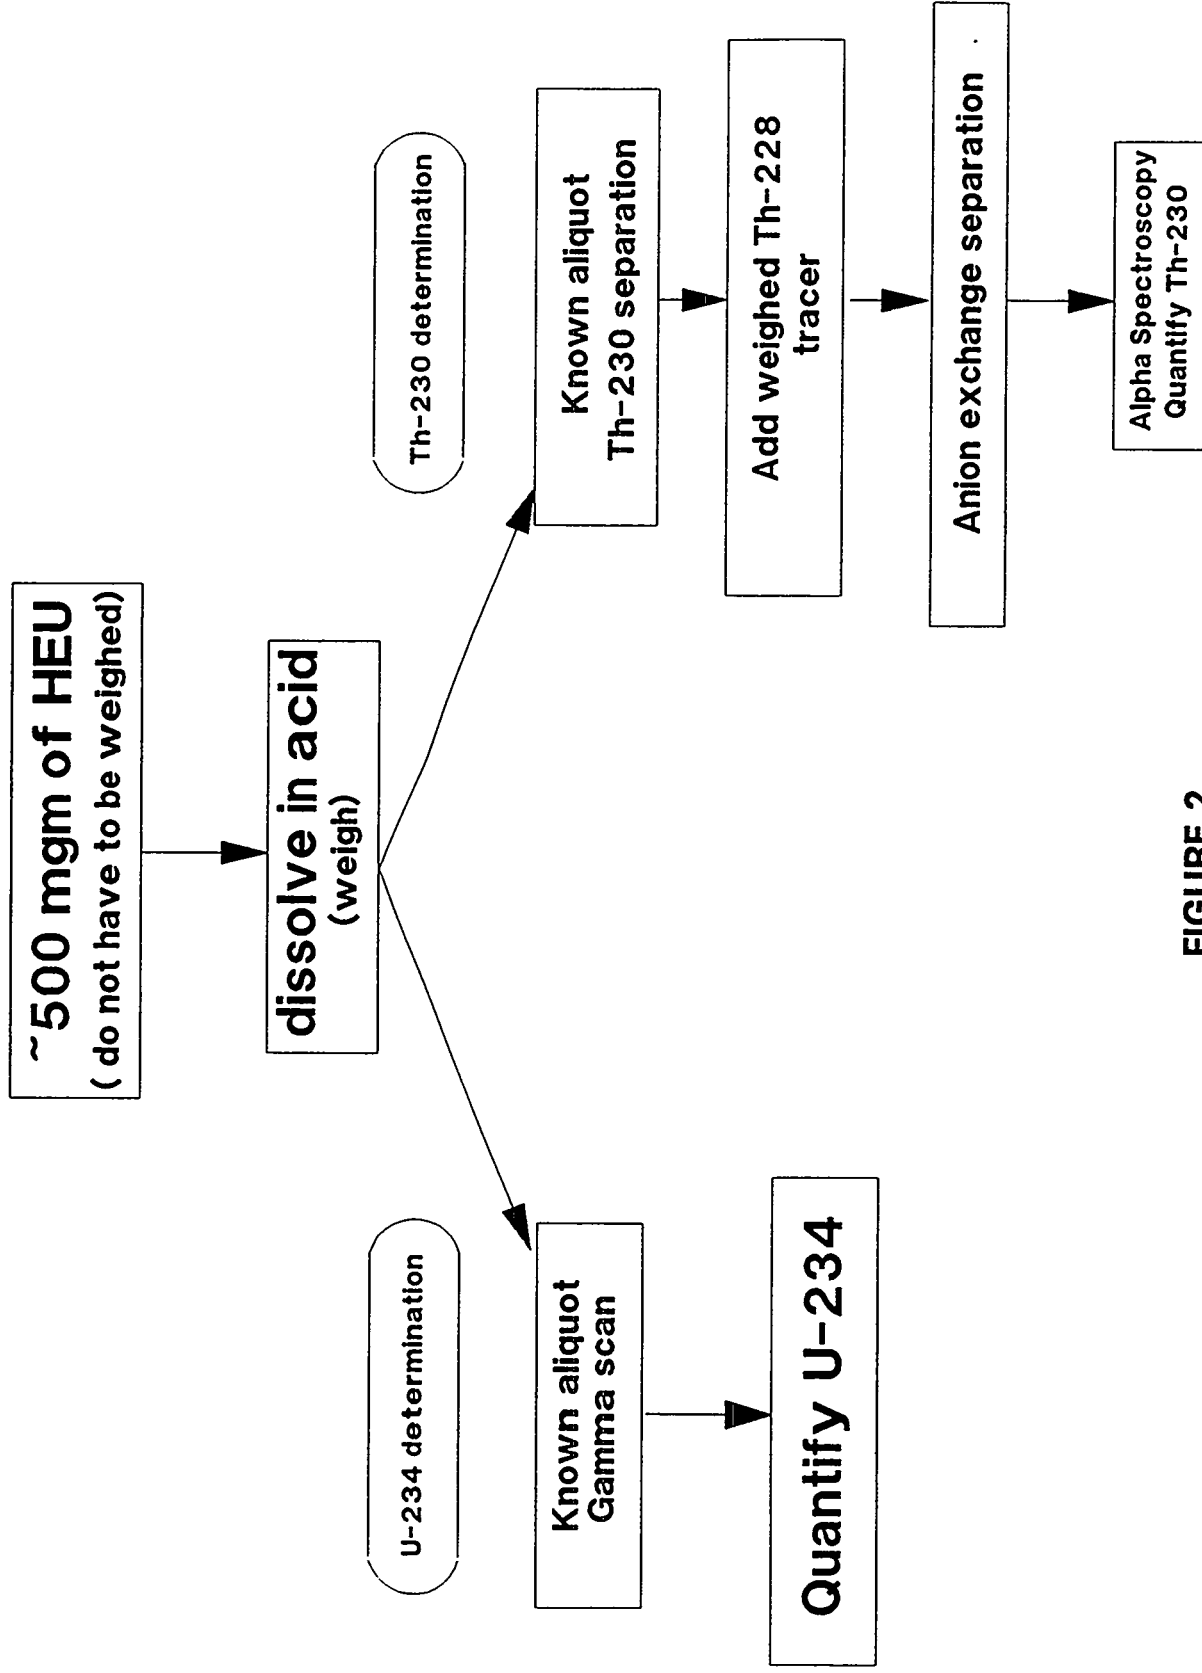 ~500 mgm of HEU
( do not have to be weighed)
dissolve in acid
(weigh)
U-234 determination
Known aliquot
Gamma scan
Quantify U-234
Th-230 determination
Known aliquot
Th-230 separation
Add weighed Th-228
tracer
Anion exchange separation
Alpha Spectroscopy
Quantify Th-230
FIGURE 2